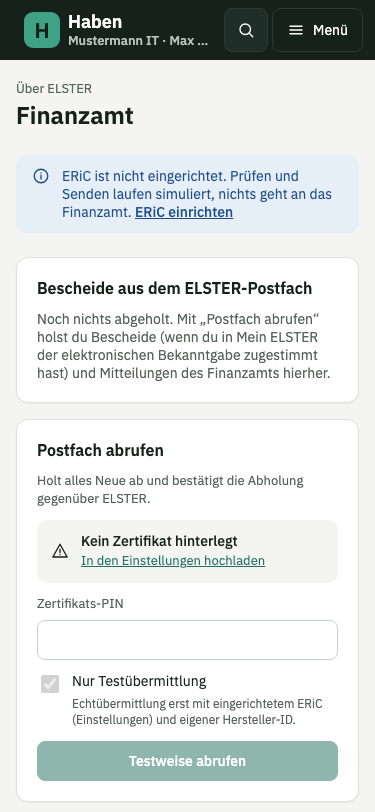 H
Haben
Mustermann IT · Max ...
Menü
Über ELSTER
Finanzamt
ERiC ist nicht eingerichtet. Prüfen und
Senden laufen simuliert, nichts geht an das
Finanzamt. ERiC einrichten
Bescheide aus dem ELSTER-Postfach
Noch nichts abgeholt. Mit „Postfach abrufen“
holst du Bescheide (wenn du in Mein ELSTER
der elektronischen Bekanntgabe zugestimmt
hast) und Mitteilungen des Finanzamts hierher.
Postfach abrufen
Holt alles Neue ab und bestätigt die Abholung
gegenüber ELSTER.
Kein Zertifikat hinterlegt
In den Einstellungen hochladen
Zertifikats-PIN
Nur Testübermittlung
Echtübermittlung erst mit eingerichtetem ERiC
(Einstellungen) und eigener Hersteller-ID.
Testweise abrufen